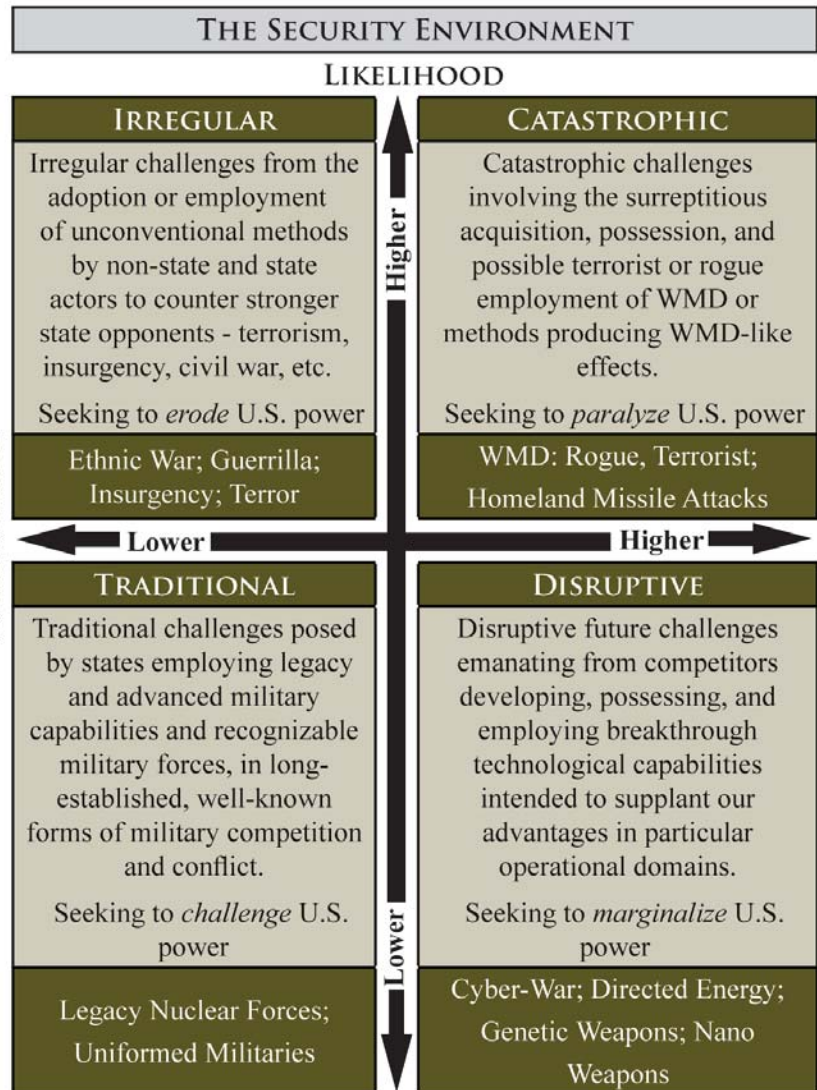 THE SECURITY ENVIRONMENT
LIKELIHOOD
IRREGULAR
Irregular challenges from the
adoption or employment
of unconventional methods
by non-state and state
actors to counter stronger
state opponents - terrorism,
insurgency, civil war, etc.
Seeking to erode U.S. power
Ethnic War; Guerrilla;
Insurgency; Terror
Higher
CATASTROPHIC
Catastrophic challenges
involving the surreptitious
acquisition, possession, and
possible terrorist or rogue
employment of WMD or
methods producing WMD-like
effects.
Seeking to paralyze U.S. power
WMD: Rogue, Terrorist;
Homeland Missile Attacks
Lower
Higher
TRADITIONAL
Traditional challenges posed
by states employing legacy
and advanced military
capabilities and recognizable
military forces, in long-
established, well-known
forms of military competition
and conflict.
Seeking to challenge U.S.
power
Legacy Nuclear Forces;
Uniformed Militaries
Lower
DISRUPTIVE
Disruptive future challenges
emanating from competitors
developing, possessing, and
employing breakthrough
technological capabilities
intended to supplant our
advantages in particular
operational domains.
Seeking to marginalize U.S.
power
Cyber-War; Directed Energy;
Genetic Weapons; Nano
Weapons